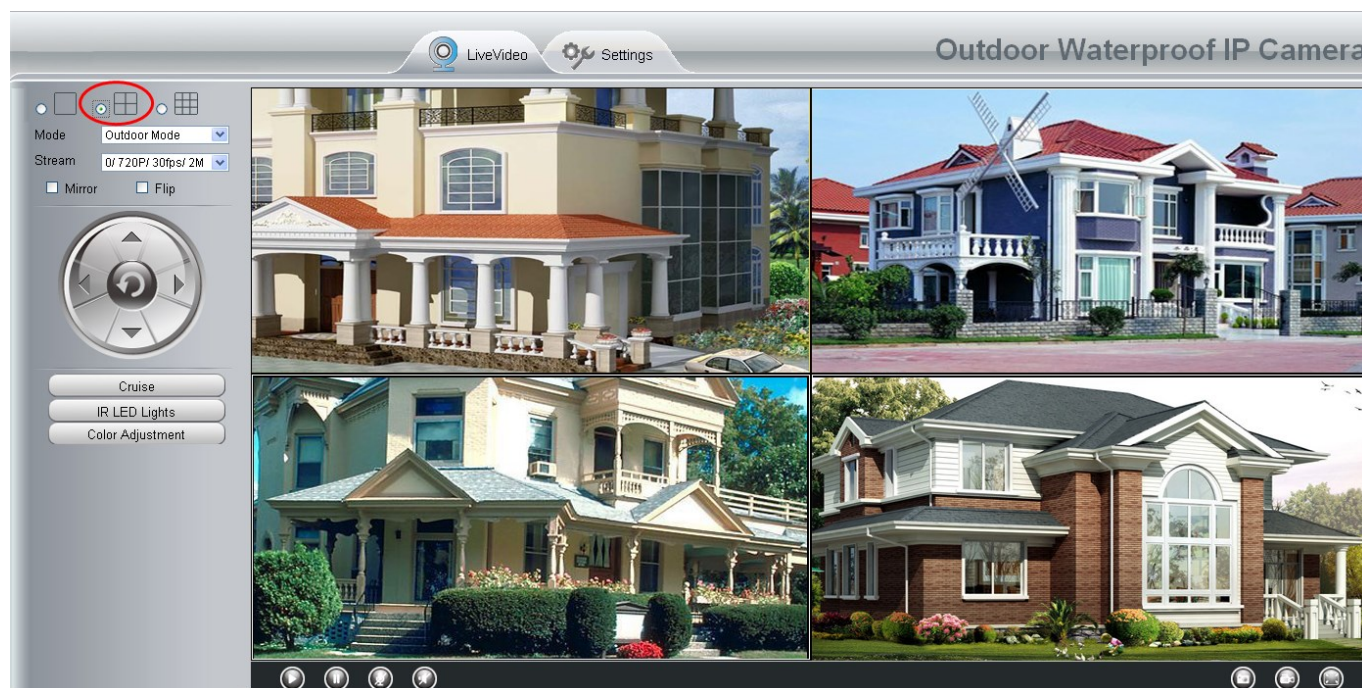 LiveVideo
Settings
Outdoor Waterproof IP Camera
Mode
Outdoor Mode
Stream
0/ 720P/ 30fps/ 2M
Mirror
Flip
Cruise
IR LED Lights
Color Adjustment